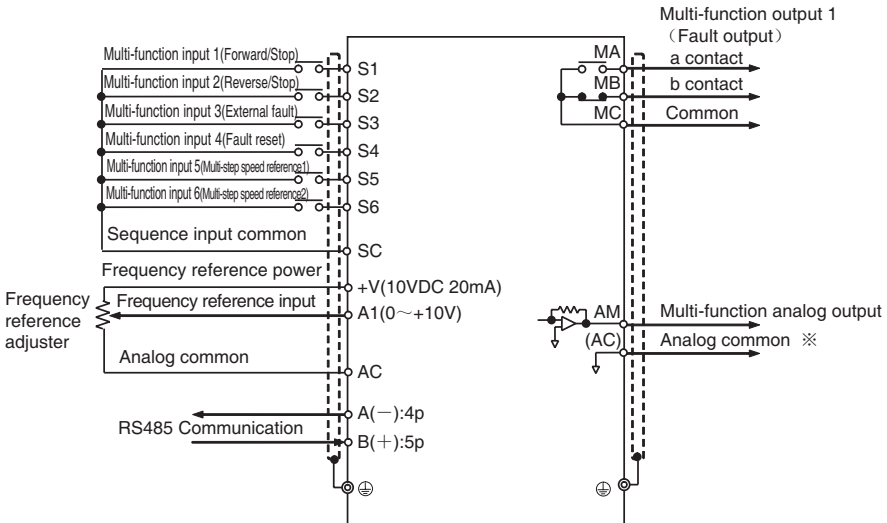 Multi-function input 1(Forward/Stop)
S1
Multi-function input 2(Reverse/Stop)
S2
Multi-function input 3(External fault)
S3
Multi-function input 4(Fault reset)
S4
Multi-function input 5(Multi-step speed reference1)
S5
Multi-function input 6(Multi-step speed reference2)
S6
Sequence input common
SC
Frequency reference power
+V(10VDC 20mA)
Frequency
reference
adjuster
Frequency reference input
A1(0～+10V)
Analog common
AC
RS485 Communication
A(－):4p
B(＋):5p
Multi-function output 1
（Fault output）
MA
a contact
MB
b contact
MC
Common
AM
Multi-function analog output
(AC)
Analog common ※